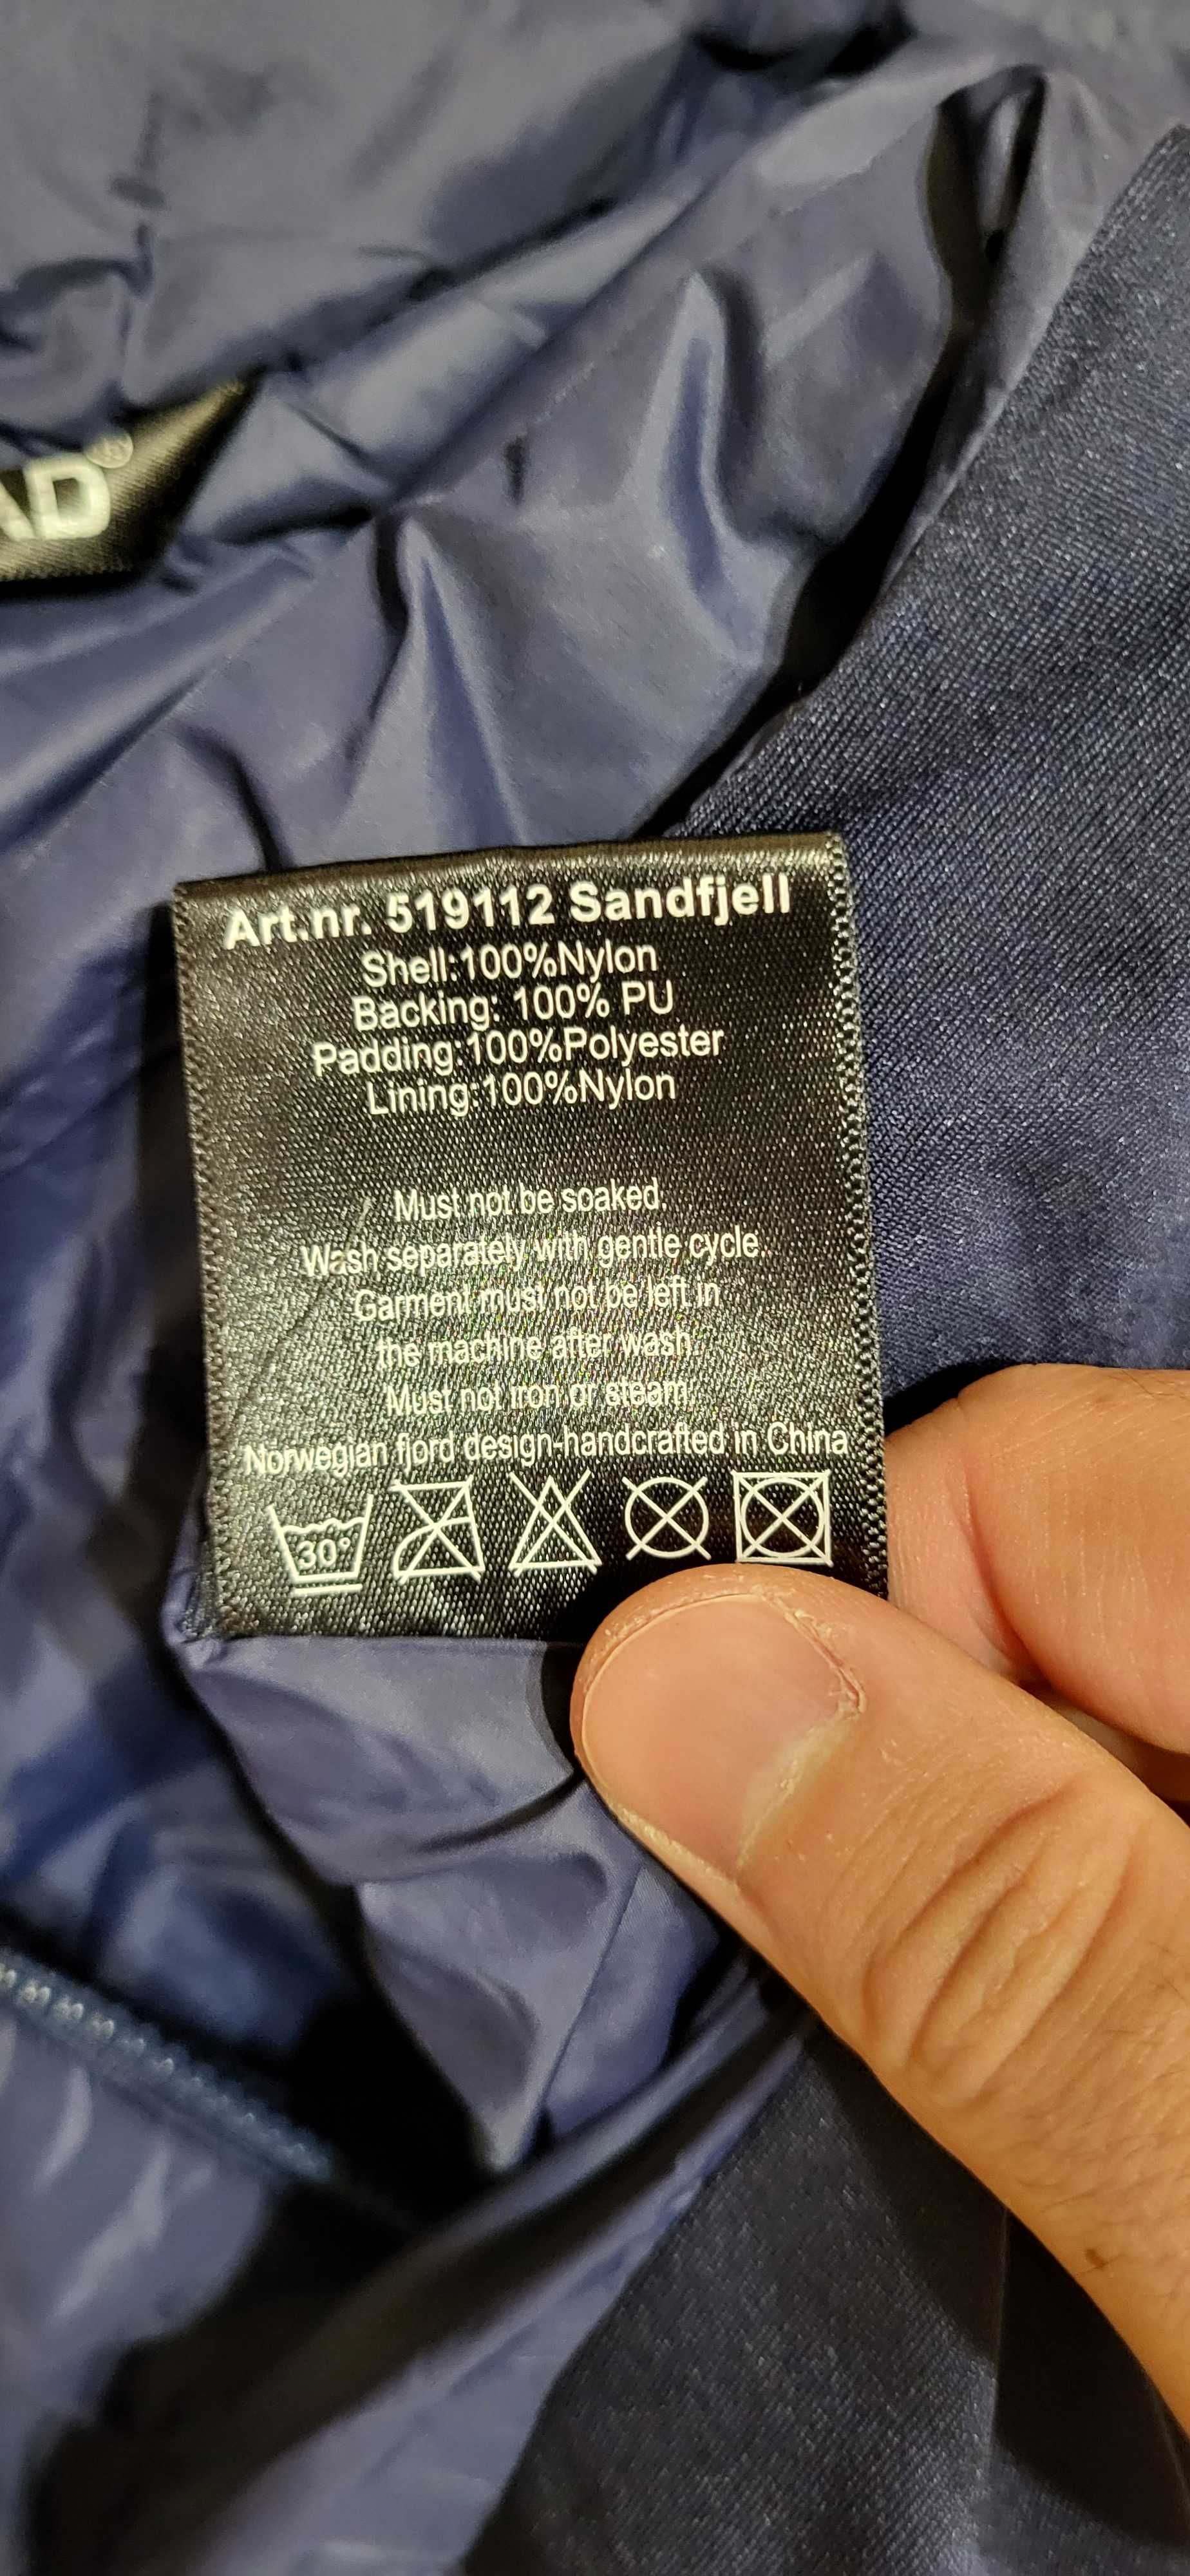 AD®
Art.nr. 519112 Sandfjell
Shell:100%Nylon
Backing: 100% PU
Padding:100%Polyester
Lining:100%Nylon
Must not be soaked.
Wash separately with gentle cycle.
Garment must not be left in
the machine after wash.
Must not iron or steam.
Norwegian fjord design-handcrafted in China
30°